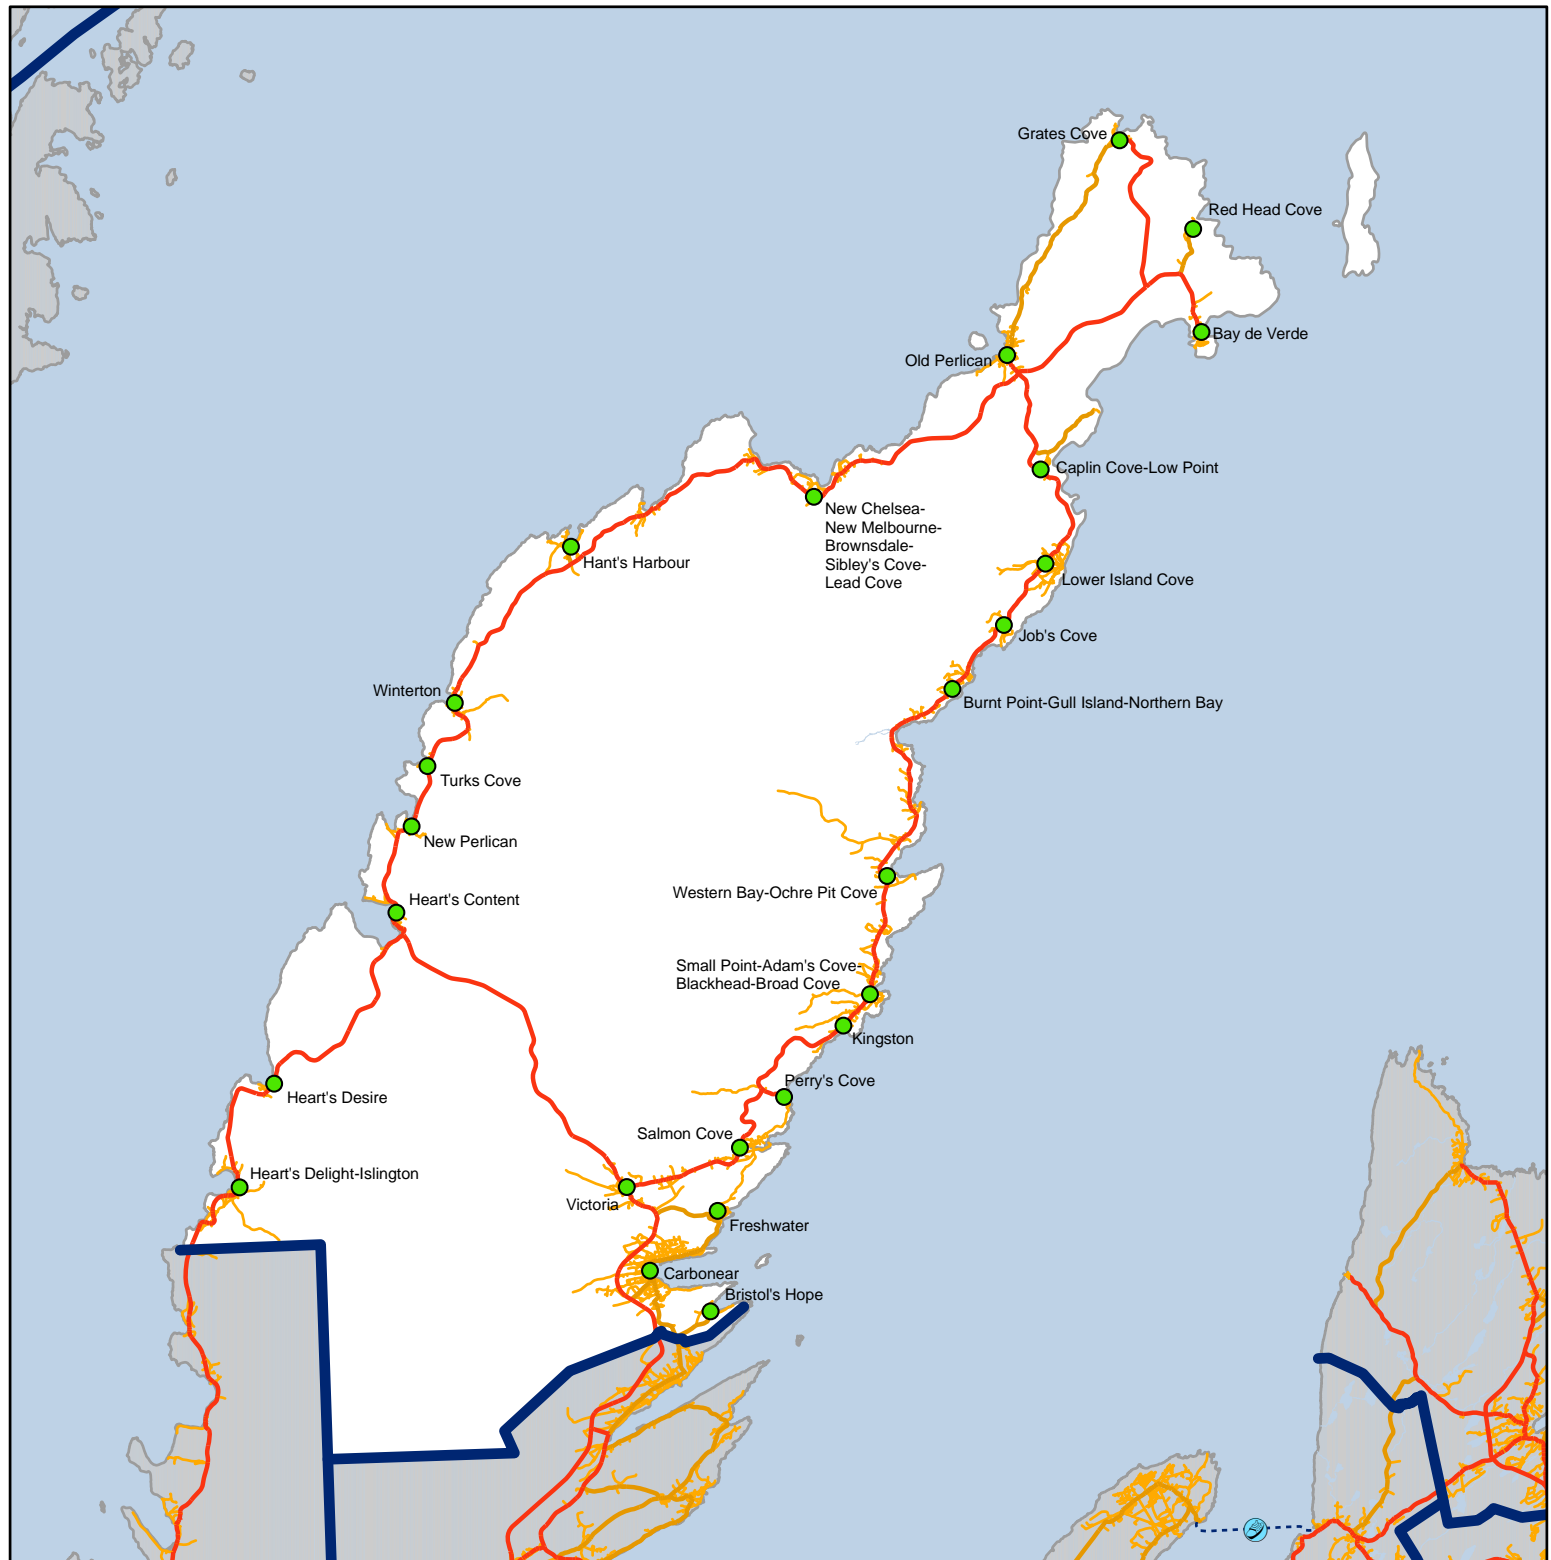 Grates Cove
Red Head Cove
Bay de Verde
Old Perlican
Caplin Cove-Low Point
New Chelsea-
New Melbourne-
Brownsdale-
Sibley's Cove-
Lead Cove
Hant's Harbour
Lower Island Cove
Job's Cove
Winterton
Burnt Point-Gull Island-Northern Bay
Turks Cove
New Perlican
Western Bay-Ochre Pit Cove
Heart's Content
Small Point-Adam's Cove-
Blackhead-Broad Cove
Kingston
Perry's Cove
Heart's Desire
Salmon Cove
Heart's Delight-Islington
Victoria
Freshwater
Carbonear
Bristol's Hope